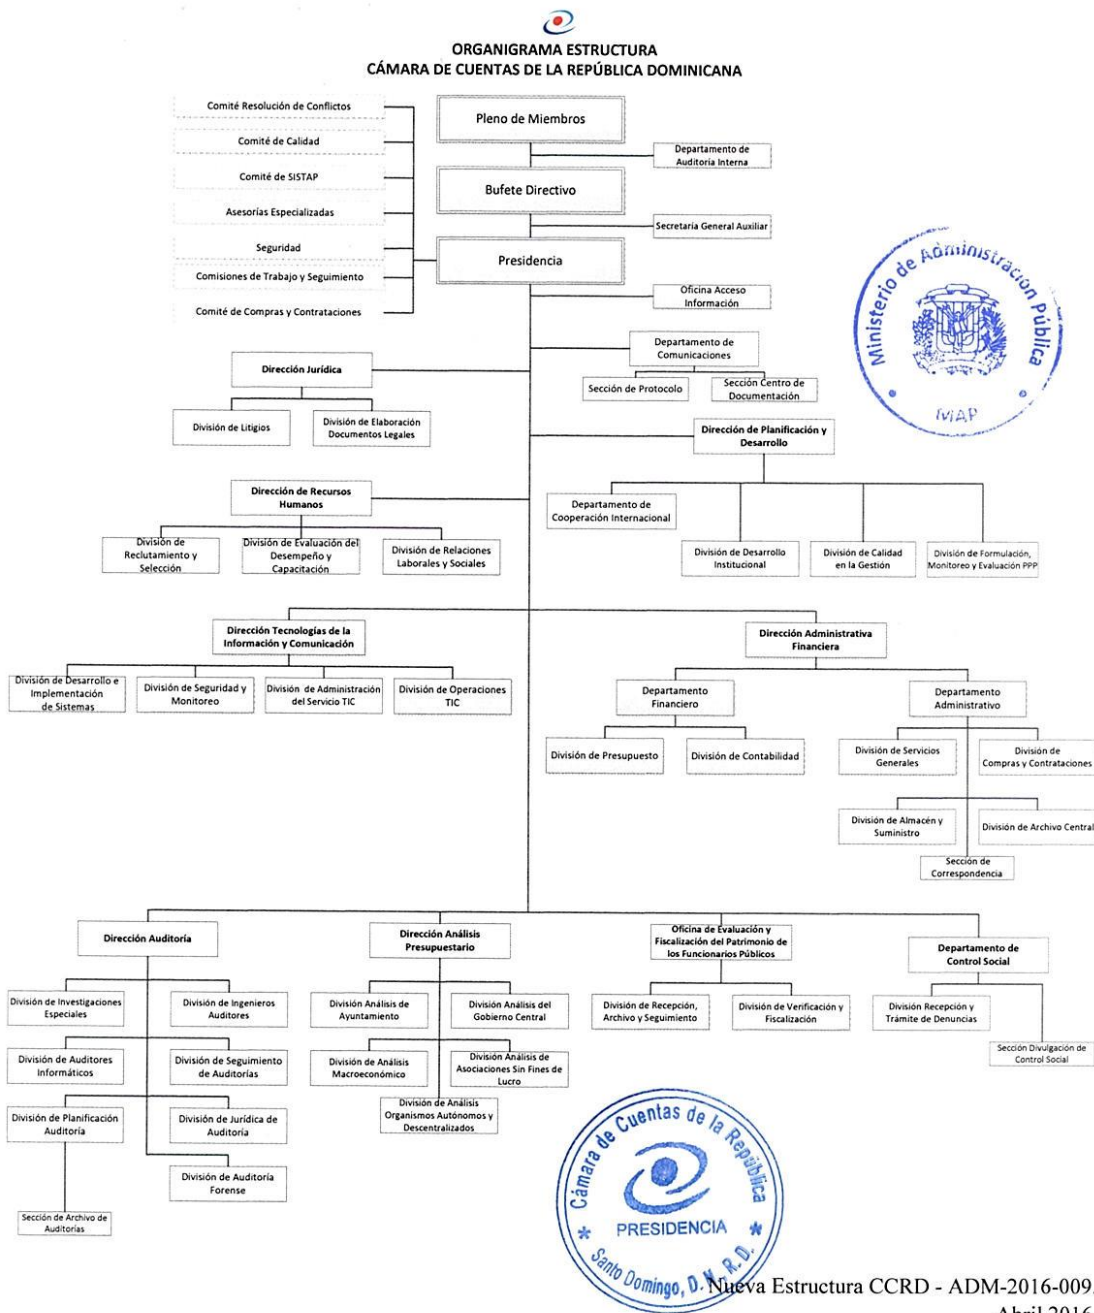 ORGANIGRAMA ESTRUCTURA
CÁMARA DE CUENTAS DE LA REPÚBLICA DOMINICANA
Comité Resolución de Conflictos
Comité de Calidad
Comité de SISTAP
Asesorías Especializadas
Seguridad
Comisiones de Trabajo y Seguimiento
Comité de Compras y Contrataciones
Pleno de Miembros
Departamento de
Auditoría Interna
Bufete Directivo
Secretaría General Auxiliar
Presidencia
Oficina Acceso
Información
Ministerio de Administración Pública
MAP
Departamento de
Comunicaciones
Sección de Protocolo
Sección Centro de
Documentación
Dirección Jurídica
División de Litigios
División de Elaboración
Documentos Legales
Dirección de Planificación y
Desarrollo
Departamento de
Cooperación Internacional
División de Desarrollo
Institucional
División de Calidad
en la Gestión
División de Formulación,
Monitoreo y Evaluación PPP
Dirección de Recursos
Humanos
División de
Reclutamiento y
Selección
División de Evaluación del
Desempeño y
Capacitación
División de Relaciones
Laborales y Sociales
Dirección Tecnologías de la
Información y Comunicación
División de Desarrollo e
Implementación
de Sistemas
División de Seguridad y
Monitoreo
División de Administración
del Servicio TIC
División de Operaciones
TIC
Dirección Administrativa
Financiera
Departamento
Financiero
División de Presupuesto
División de Contabilidad
Departamento
Administrativo
División de Servicios
Generales
División de
Compras y Contrataciones
División de Almacén y
Suministro
División de Archivo Central
Sección de
Correspondencia
Dirección Auditoría
División de Investigaciones
Especiales
División de Ingenieros
Auditores
División de Auditores
Informáticos
División de Seguimiento
de Auditorías
División de Planificación
Auditoría
División de Jurídica de
Auditoría
División de Auditoría
Forense
Sección de Archivo de
Auditorías
Dirección Análisis
Presupuestario
División Análisis de
Ayuntamiento
División Análisis del
Gobierno Central
División de Análisis
Macroeconómico
División Análisis de
Asociaciones Sin Fines de
Lucro
División de Análisis
Organismos Autónomos y
Descentralizados
Oficina de Evaluación y
Fiscalización del Patrimonio de
los Funcionarios Públicos
División de Recepción,
Archivo y Seguimiento
División de Verificación y
Fiscalización
Departamento de
Control Social
División Recepción y
Trámite de Denuncias
Sección Divulgación de
Control Social
Cámara de Cuentas de la República
PRESIDENCIA
Santo Domingo, D. N., R. D.
Nueva Estructura CCRD - ADM-2016-009.
Abril 2016.